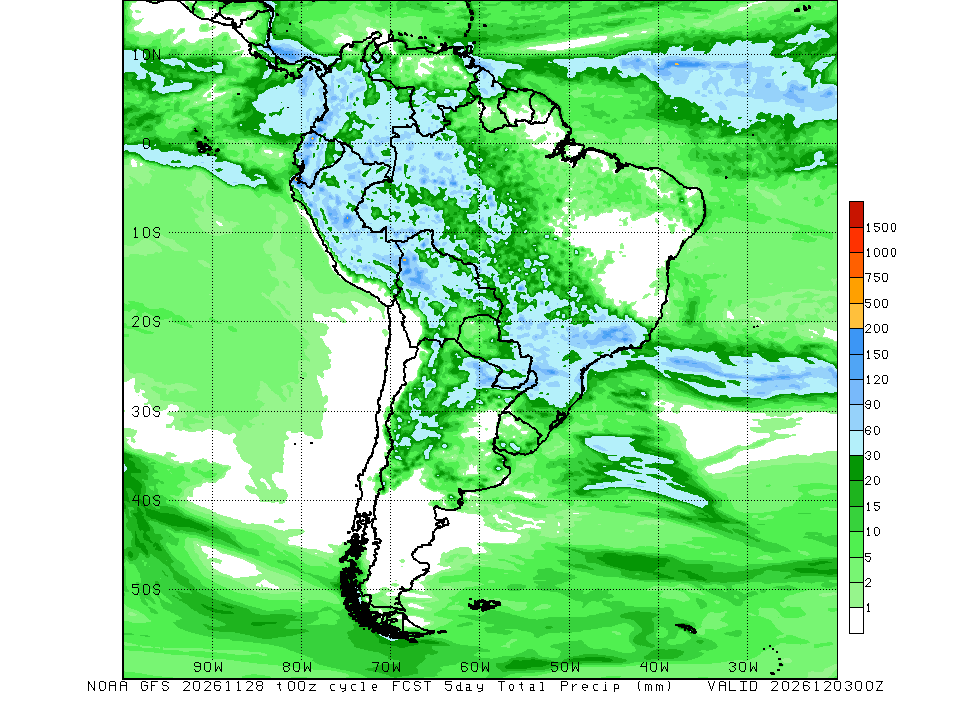 10N
0
10S
20S
30S
40S
50S
90W 80W 70W 60W 50W 40W 30W
1500
1000
750
500
200
150
120
90
60
30
20
15
10
5
2
1
NOAA GFS 20261128 t00z cycle FCST 5day Total Precip (mm) VALID 2026120300Z